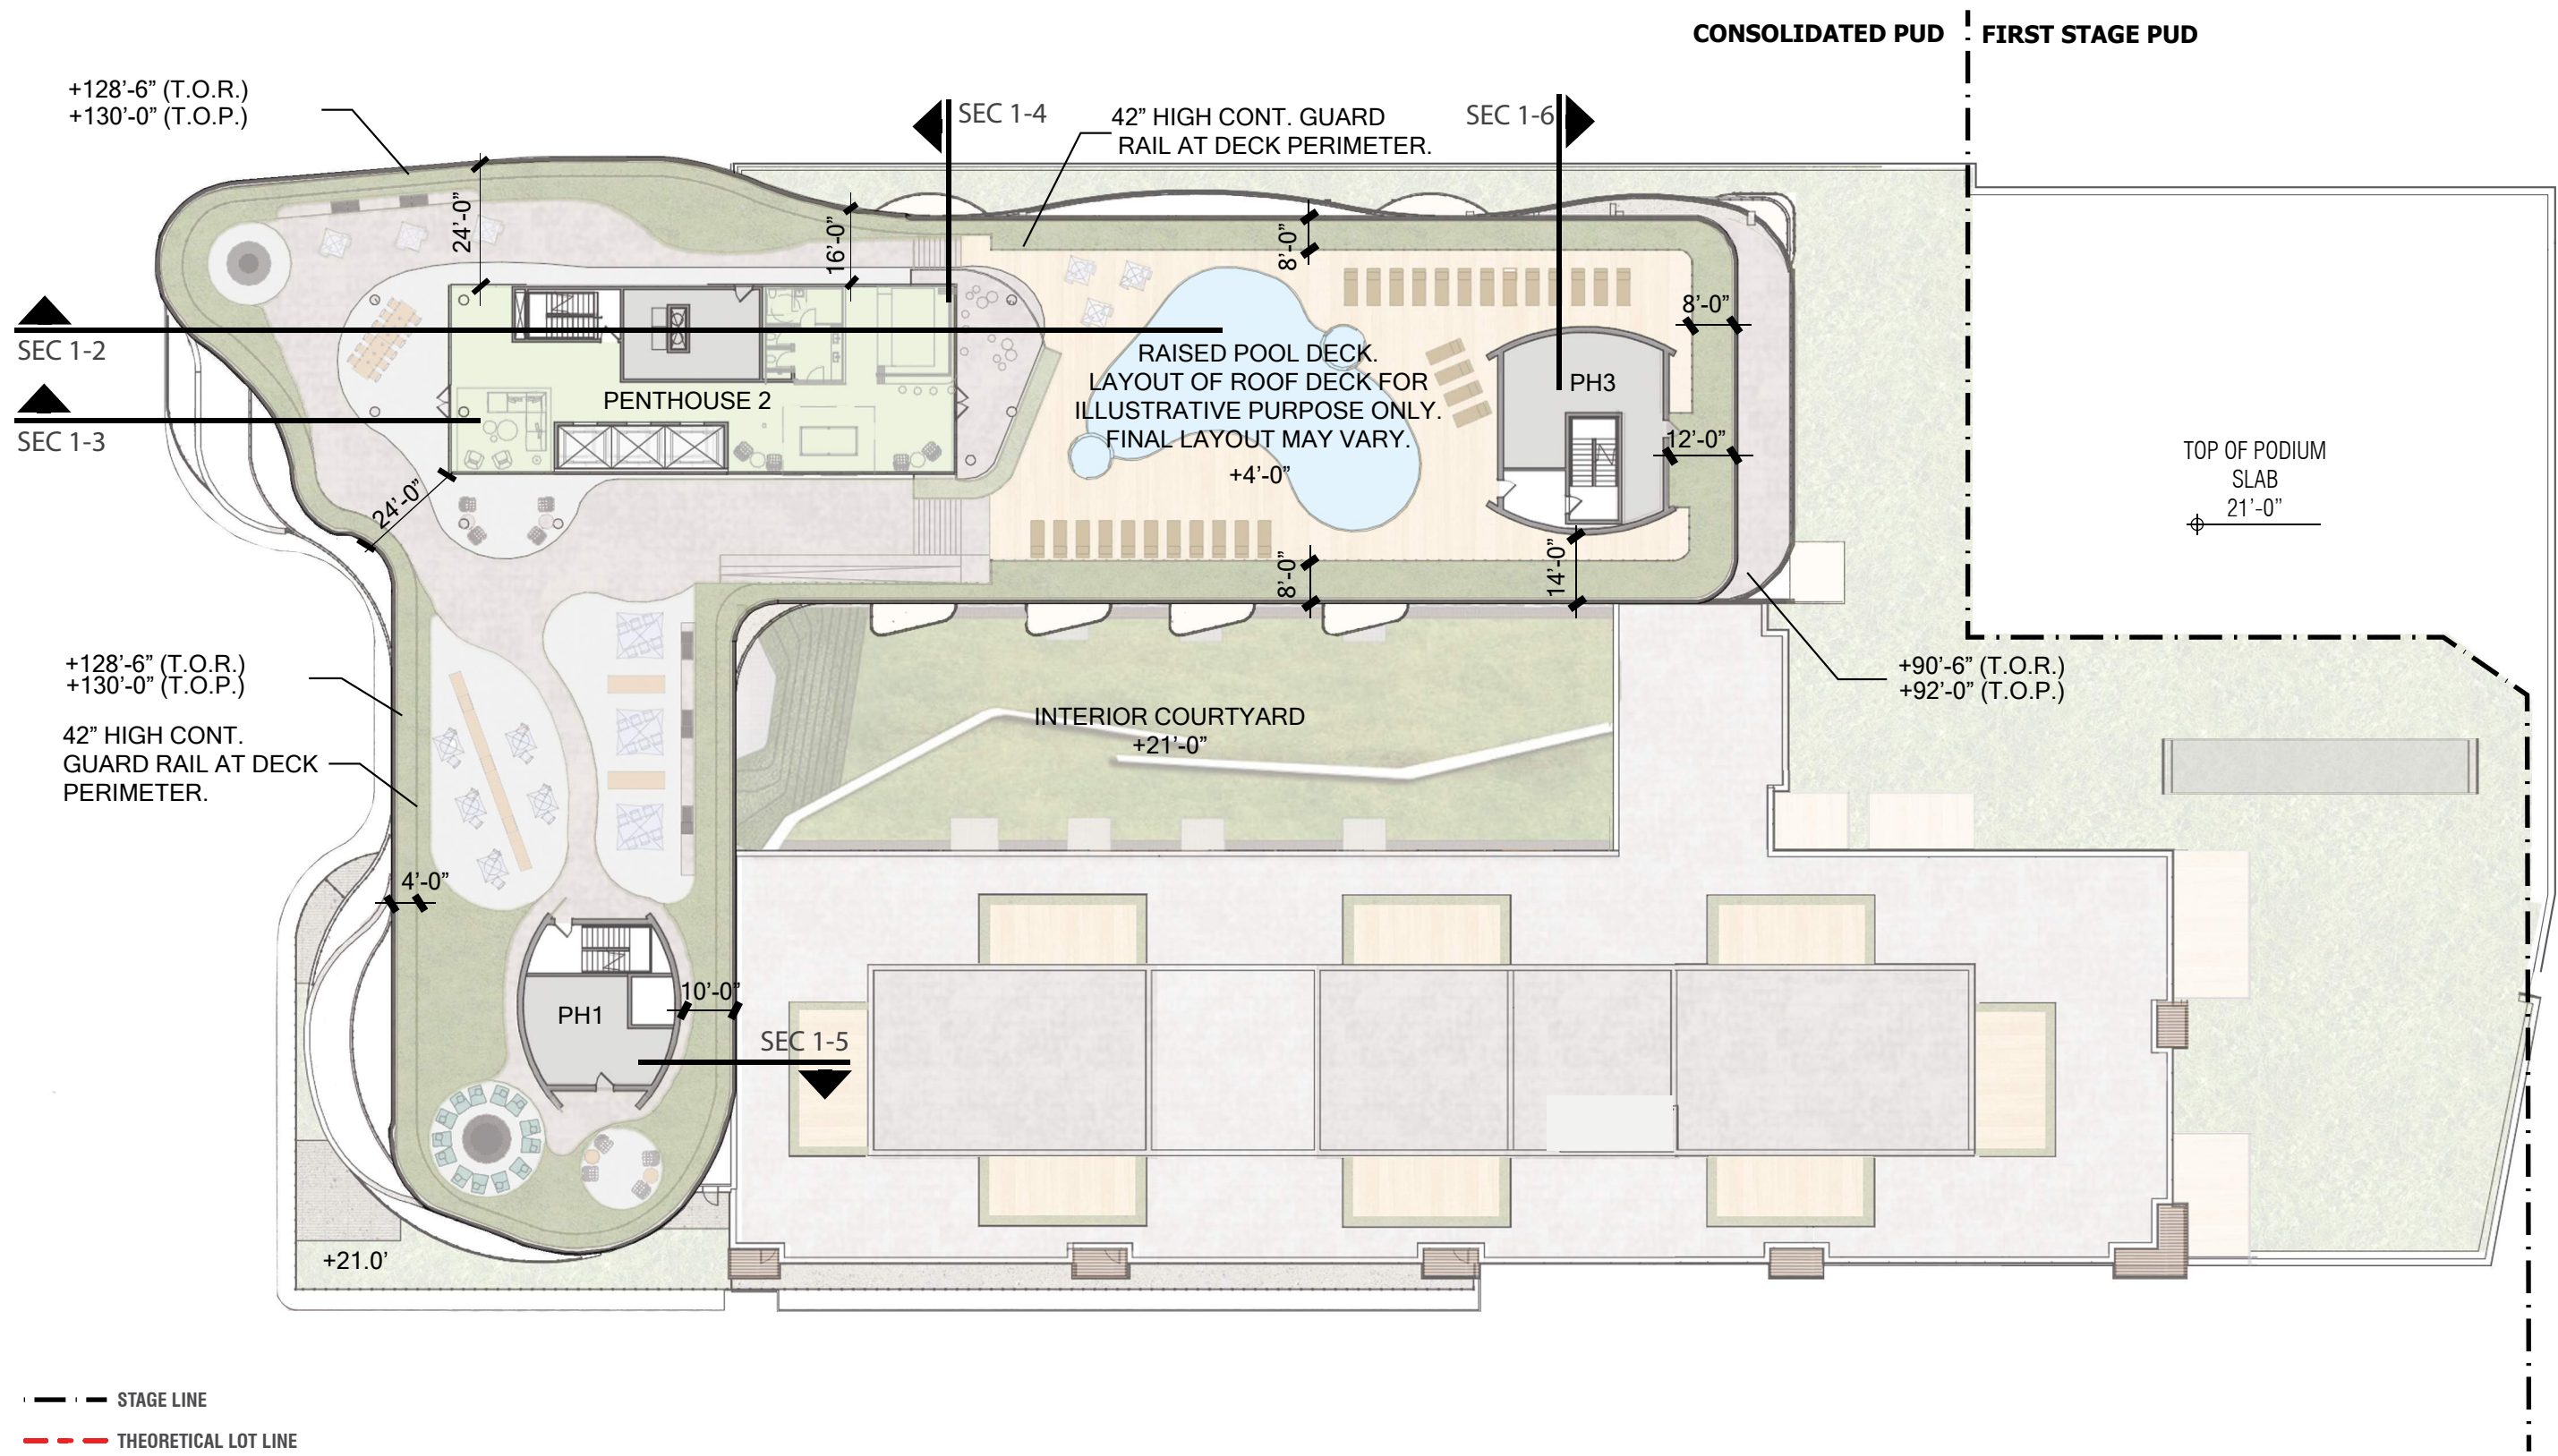 CONSOLIDATED PUD
FIRST STAGE PUD
+128'-6" (T.O.R.)
+130'-0" (T.O.P.)
SEC 1-4
42" HIGH CONT. GUARD
RAIL AT DECK PERIMETER.
SEC 1-6
24'-0"
16'-0"
8'-0"
8'-0"
SEC 1-2
SEC 1-3
PENTHOUSE 2
RAISED POOL DECK.
LAYOUT OF ROOF DECK FOR
ILLUSTRATIVE PURPOSE ONLY.
FINAL LAYOUT MAY VARY.
+4'-0"
PH3
12'-0"
TOP OF PODIUM
SLAB
21'-0"
24'-0"
8'-0"
14'-0"
+128'-6" (T.O.R.)
+130'-0" (T.O.P.)
42" HIGH CONT.
GUARD RAIL AT DECK
PERIMETER.
+90'-6" (T.O.R.)
+92'-0" (T.O.P.)
INTERIOR COURTYARD
+21'-0"
4'-0"
10'-0"
PH1
SEC 1-5
+21.0'
STAGE LINE
THEORETICAL LOT LINE